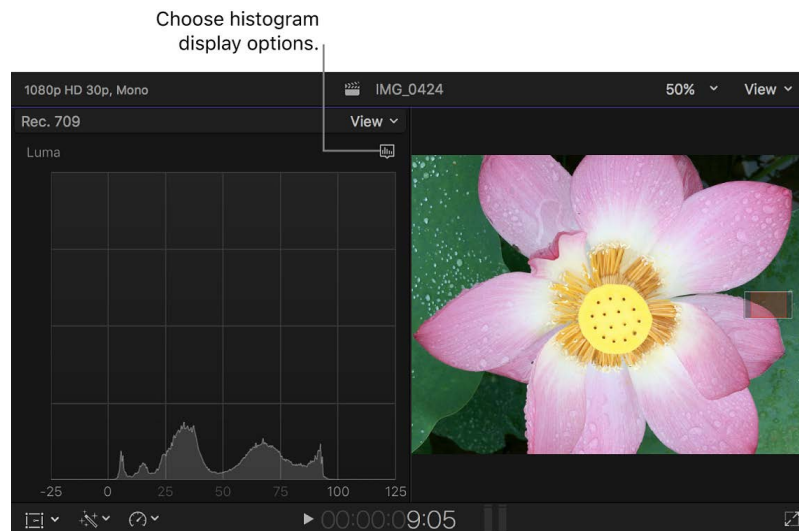 Choose histogram
display options.
1080p HD 30p, Mono IMG_0424 50% View
Rec. 709 View
Luma
-25 0 25 50 75 100 125
00:00:09:05